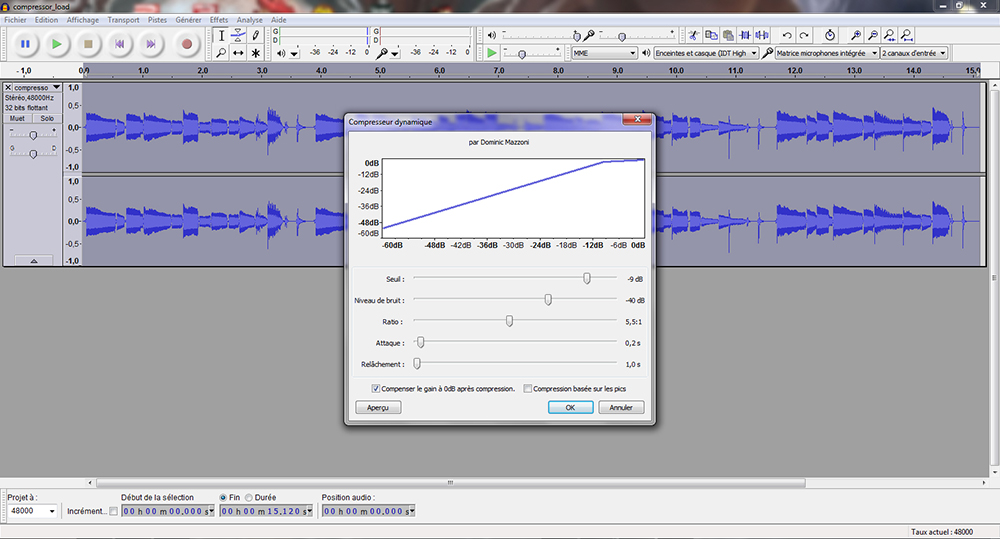 compressor_load
Fichier Edition Affichage Transport Pistes Générer Effets Analyse Aide
G D -36 -24 -12 0 G D -36 -24 -12 0
MME Enceintes et casque (IDT High Matrice microphones intégrée 2 canaux d'entrée
-1,0 0,0 1,0 2,0 3,0 4,0 5,0 6,0 7,0 8,0 9,0 10,0 11,0 12,0 13,0 14,0 15,0
X compresso
Stéréo,48000Hz
32 bits flottant
Muet Solo
- +
G D
1,0
0,5
0,0
-0,5
-1,0
1,0
0,5
0,0
-0,5
-1,0
Compresseur dynamique
par Dominic Mazzoni
0dB
-12dB
-24dB
-36dB
-48dB
-60dB
-60dB -48dB -42dB -36dB -30dB -24dB -18dB -12dB -6dB 0dB
Seuil : -9 dB
Niveau de bruit : -40 dB
Ratio : 5,5:1
Attaque : 0,2 s
Relâchement : 1,0 s
Compenser le gain à 0dB après compression. Compression basée sur les pics
Aperçu OK Annuler
Projet à : Début de la sélection Fin Durée Position audio :
48000 Incrément... 00 h 00 m 00,000 s 00 h 00 m 15,120 s 00 h 00 m 00,000 s
Taux actuel : 48000